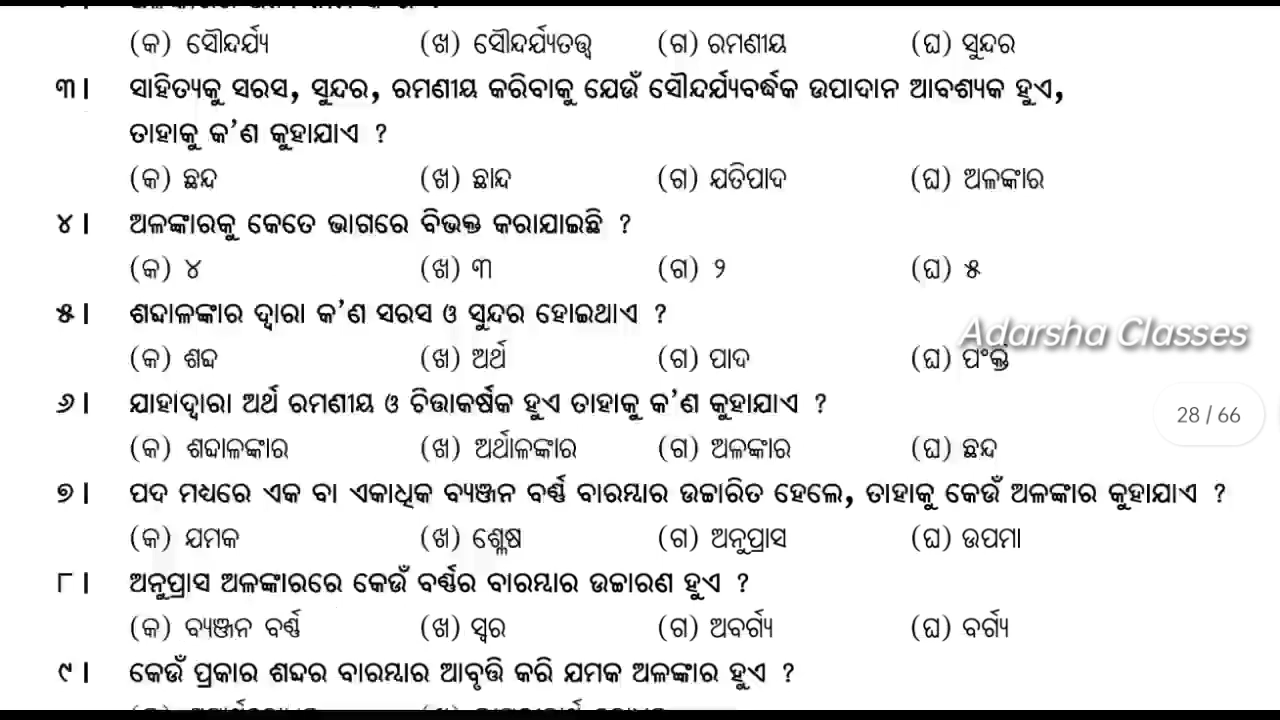 (କ) ସୌନ୍ଦର୍ଯ୍ୟ (ଖ) ସୌନ୍ଦର୍ଯ୍ୟତତ୍ତ୍ୱ (ଗ) ରମଣୀୟ (ଘ) ସୁନ୍ଦର
୩। ସାହିତ୍ୟକୁ ସରସ, ସୁନ୍ଦର, ରମଣୀୟ କରିବାକୁ ଯେଉଁ ସୌନ୍ଦର୍ଯ୍ୟବର୍ଦ୍ଧକ ଉପାଦାନ ଆବଶ୍ୟକ ହୁଏ,
ତାହାକୁ କ'ଣ କୁହାଯାଏ ?
(କ) ଛନ୍ଦ (ଖ) ଛାନ୍ଦ (ଗ) ଯତିପାଦ (ଘ) ଅଳଙ୍କାର
୪। ଅଳଙ୍କାରକୁ କେତେ ଭାଗରେ ବିଭକ୍ତ କରାଯାଇଛି ?
(କ) ୪ (ଖ) ୩ (ଗ) ୨ (ଘ) ୫
୫। ଶବ୍ଦାଳଙ୍କାର ଦ୍ୱାରା କ'ଣ ସରସ ଓ ସୁନ୍ଦର ହୋଇଥାଏ ?
Adarsha Classes
(କ) ଶବ୍ଦ (ଖ) ଅର୍ଥ (ଗ) ପାଦ (ଘ) ପଂକ୍ତି
୬। ଯାହାଦ୍ୱାରା ଅର୍ଥ ରମଣୀୟ ଓ ଚିତ୍ତାକର୍ଷକ ହୁଏ ତାହାକୁ କ'ଣ କୁହାଯାଏ ?
28 / 66
(କ) ଶବ୍ଦାଳଙ୍କାର (ଖ) ଅର୍ଥାଳଙ୍କାର (ଗ) ଅଳଙ୍କାର (ଘ) ଛନ୍ଦ
୭। ପଦ ମଧ୍ୟରେ ଏକ ବା ଏକାଧିକ ବ୍ୟଞ୍ଜନ ବର୍ଣ୍ଣ ବାରମ୍ବାର ଉଚ୍ଚାରିତ ହେଲେ, ତାହାକୁ କେଉଁ ଅଳଙ୍କାର କୁହାଯାଏ ?
(କ) ଯମକ (ଖ) ଶ୍ଳେଷ (ଗ) ଅନୁପ୍ରାସ (ଘ) ଉପମା
୮। ଅନୁପ୍ରାସ ଅଳଙ୍କାରରେ କେଉଁ ବର୍ଣ୍ଣର ବାରମ୍ବାର ଉଚ୍ଚାରଣ ହୁଏ ?
(କ) ବ୍ୟଞ୍ଜନ ବର୍ଣ୍ଣ (ଖ) ସ୍ୱର (ଗ) ଅବର୍ଗ୍ୟ (ଘ) ବର୍ଗ୍ୟ
୯। କେଉଁ ପ୍ରକାର ଶବ୍ଦର ବାରମ୍ବାର ଆବୃତ୍ତି କରି ଯମକ ଅଳଙ୍କାର ହୁଏ ?